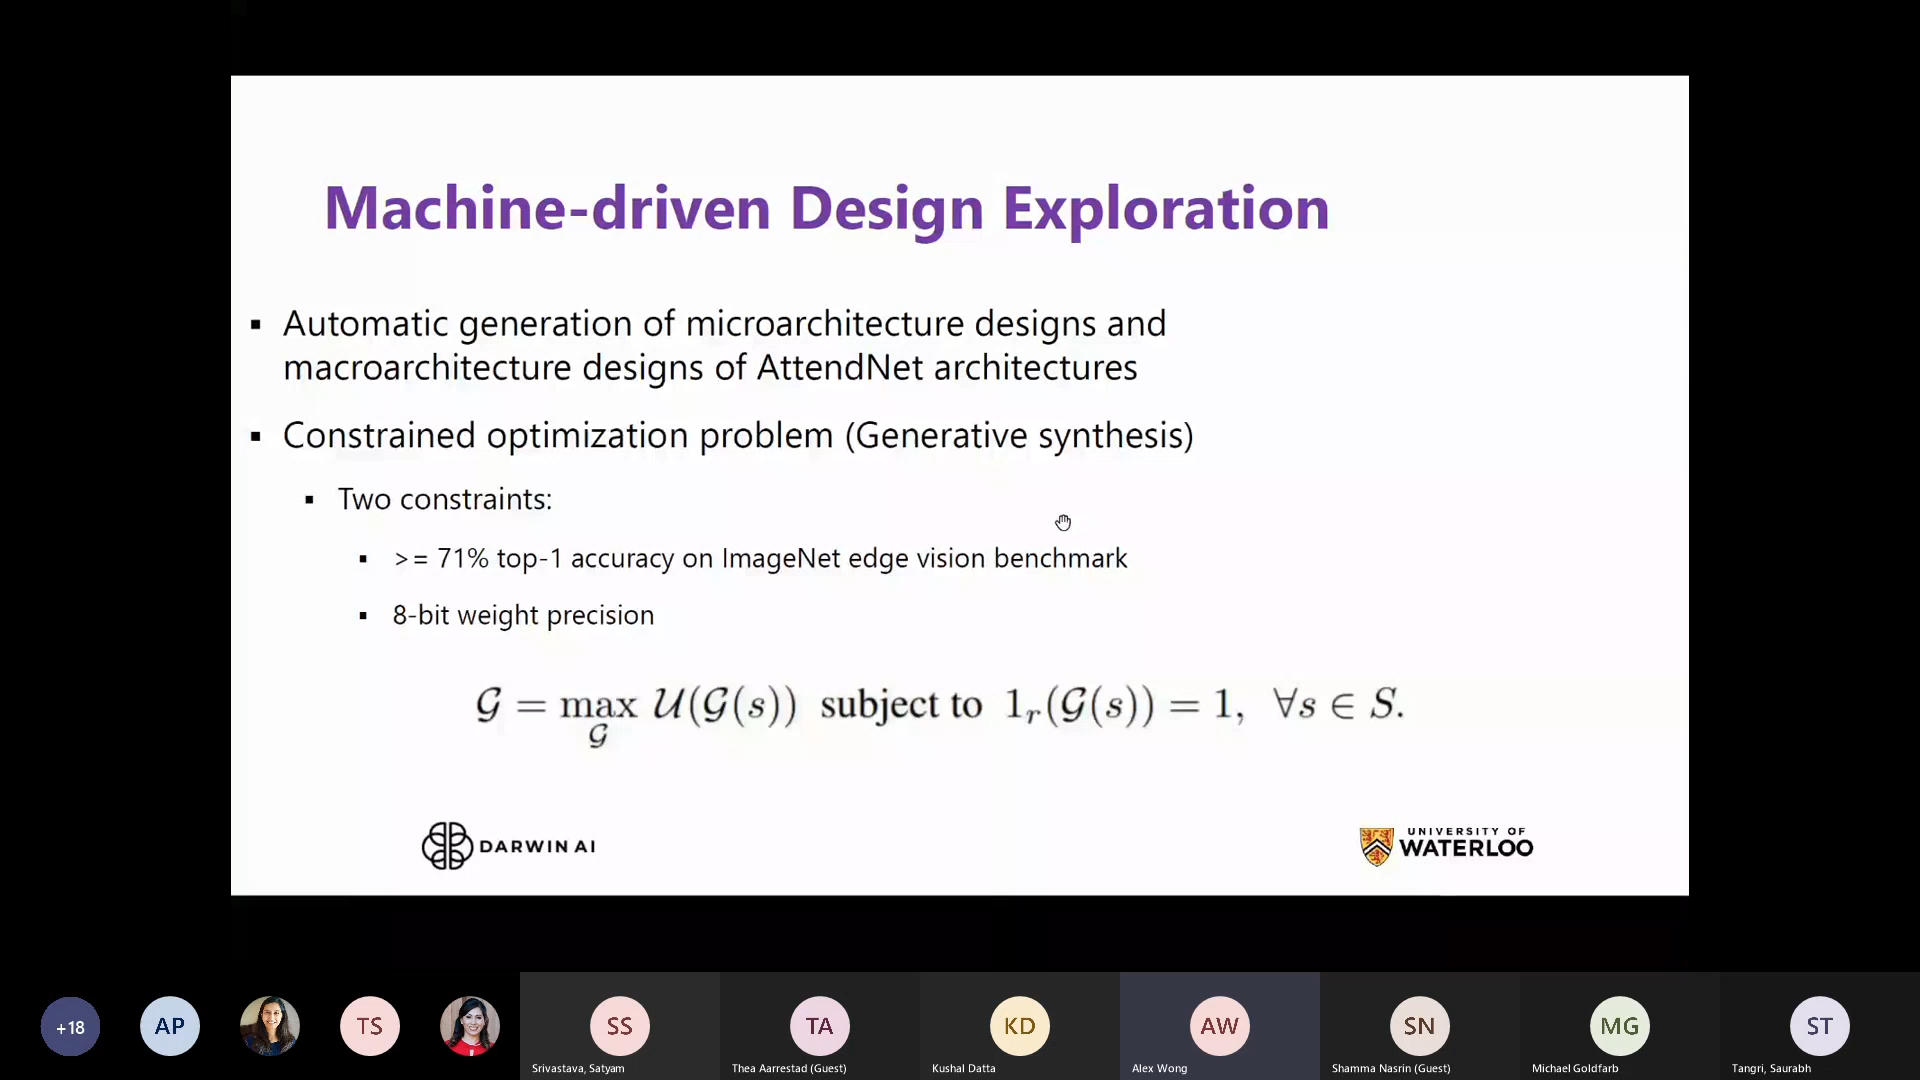 Machine-driven Design Exploration
▪ Automatic generation of microarchitecture designs and
macroarchitecture designs of AttendNet architectures
▪ Constrained optimization problem (Generative synthesis)
▪ Two constraints:
▪ >= 71% top-1 accuracy on ImageNet edge vision benchmark
▪ 8-bit weight precision
𝒢 = max 𝒰(𝒢(s)) subject to 1ᵣ(𝒢(s)) = 1, ∀s ∈ S.
𝒢
DARWIN AI
UNIVERSITY OF
WATERLOO
+18
AP
TS
SS
TA
KD
AW
SN
MG
ST
Srivastava, Satyam
Thea Aarrestad (Guest)
Kushal Datta
Alex Wong
Shamma Nasrin (Guest)
Michael Goldfarb
Tangri, Saurabh